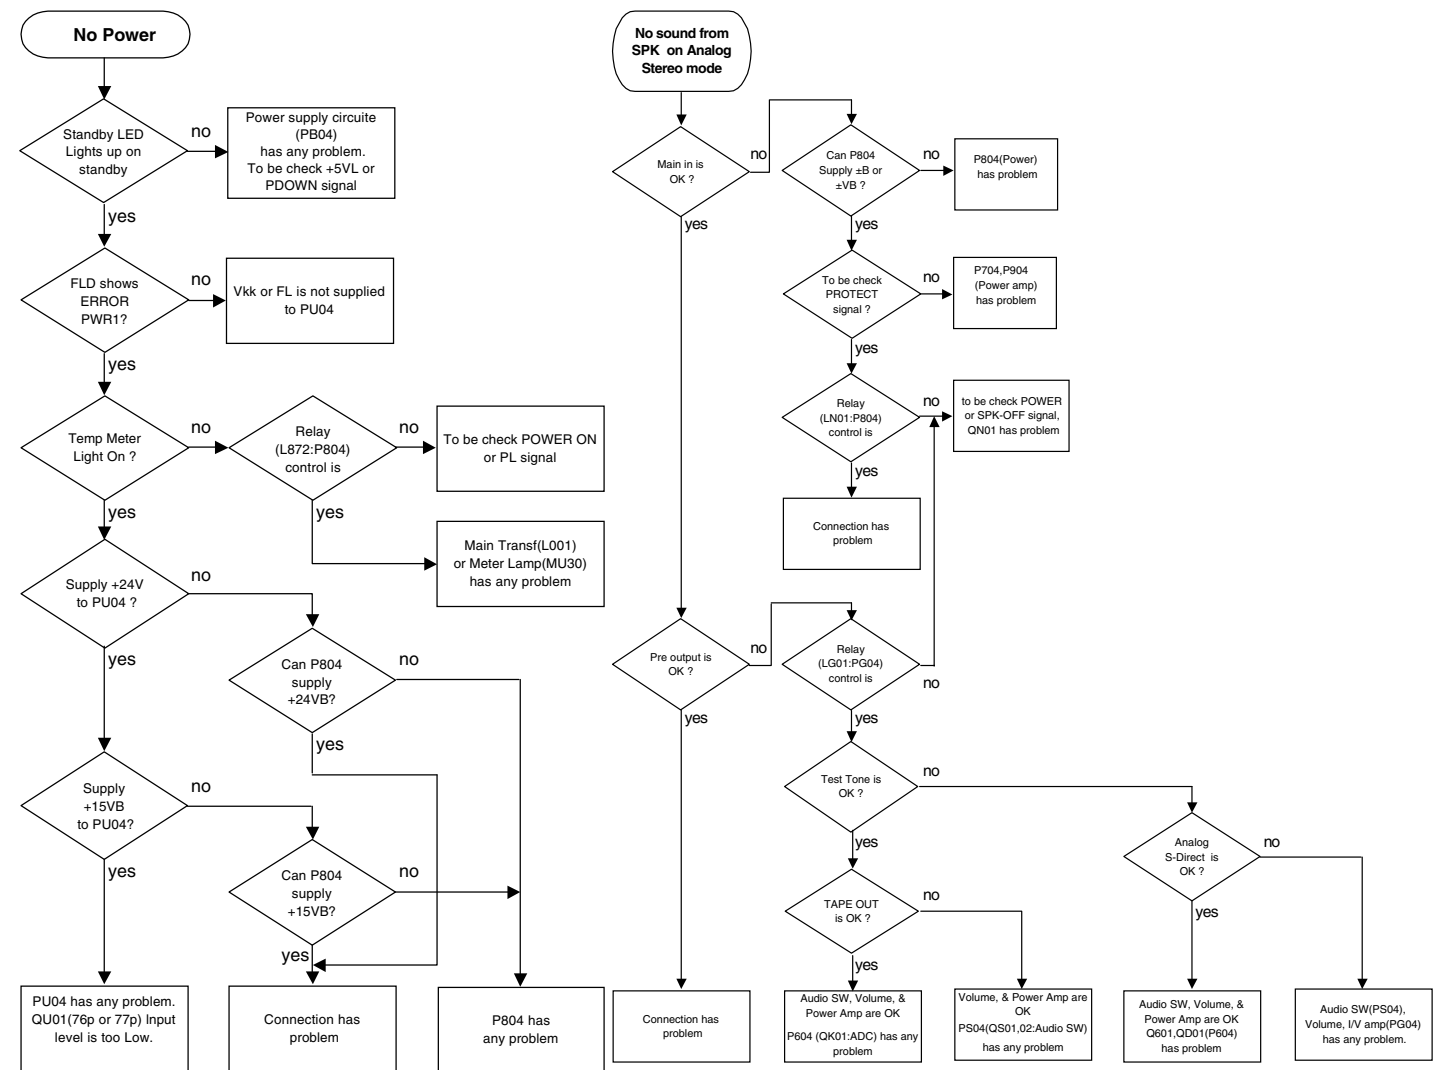 No Power
Standby LED
Lights up on
standby
no
Power supply circuite
(PB04)
has any problem.
To be check +5VL or
PDOWN signal
yes
FLD shows
ERROR
PWR1?
no
Vkk or FL is not supplied
to PU04
yes
Temp Meter
Light On ?
no
Relay
(L872:P804)
control is
no
To be check POWER ON
or PL signal
yes
yes
Main Transf(L001)
or Meter Lamp(MU30)
has any problem
Supply +24V
to PU04 ?
no
Can P804
supply
+24VB?
no
yes
yes
Supply
+15VB
to PU04?
no
Can P804
supply
+15VB?
no
yes
yes
PU04 has any problem.
QU01(76p or 77p) Input
level is too Low.
Connection has
problem
P804 has
any problem
No sound from
SPK on Analog
Stereo mode
Main in is
OK ?
no
Can P804
Supply ±B or
±VB ?
no
P804(Power)
has problem
yes
yes
To be check
PROTECT
signal ?
no
P704,P904
(Power amp)
has problem
yes
Relay
(LN01:P804)
control is
no
to be check POWER
or SPK-OFF signal,
QN01 has problem
yes
Connection has
problem
Pre output is
OK ?
no
Relay
(LG01:PG04)
control is
no
yes
yes
Test Tone is
OK ?
no
Analog
S-Direct is
OK ?
no
yes
yes
TAPE OUT
is OK ?
no
yes
Connection has
problem
Audio SW, Volume, &
Power Amp are OK
P604 (QK01:ADC) has any
problem
Volume, & Power Amp are
OK
PS04(QS01,02:Audio SW)
has any problem
Audio SW, Volume, &
Power Amp are OK
Q601,QD01(P604)
has problem
Audio SW(PS04),
Volume, I/V amp(PG04)
has any problem.